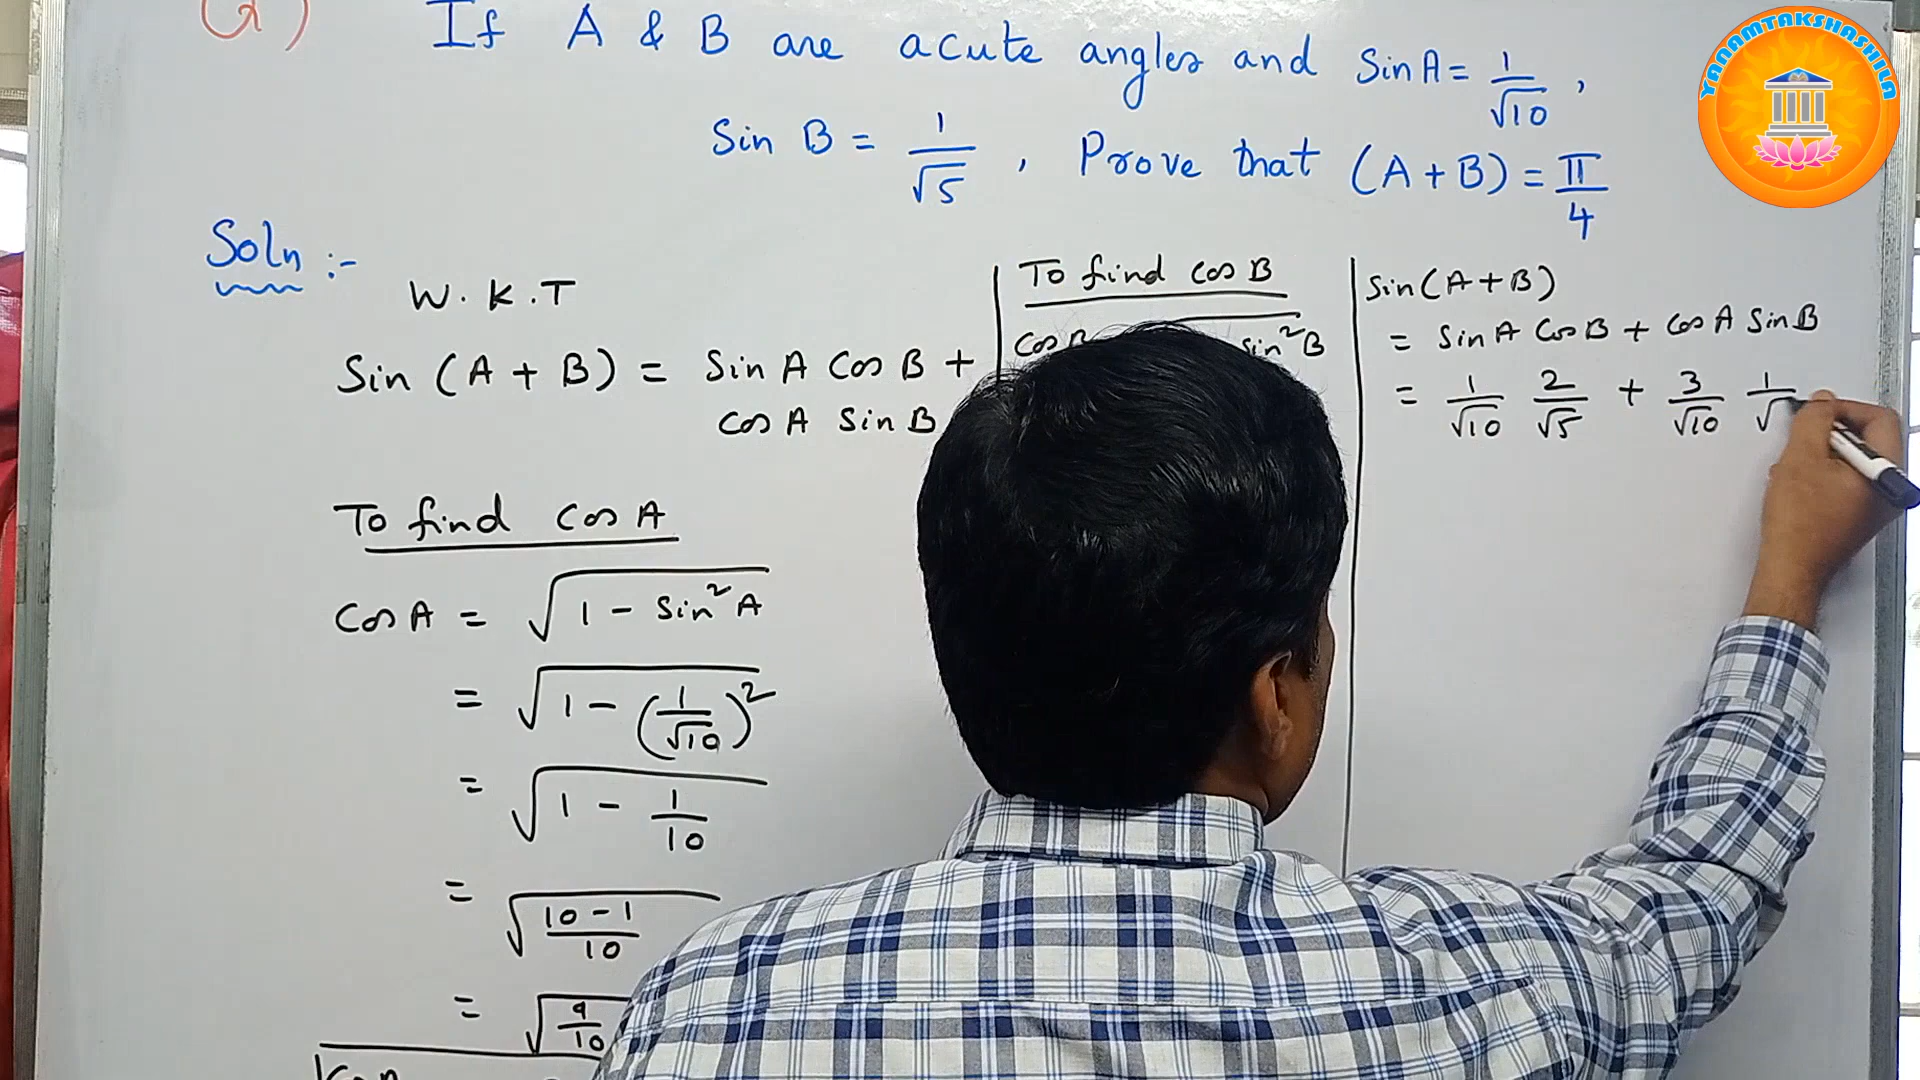 Q)
If A & B are acute angles and Sin A = 1/√10 ,
Sin B = 1/√5 , Prove that (A+B) = π/4
Soln :-
W.K.T
Sin (A + B) = Sin A Cos B +
Cos A Sin B
To find Cos A
Cos A = √(1 - Sin²A)
= √(1 - (1/√10)²)
= √(1 - 1/10)
= √((10-1)/10)
= √(9/10)
To find Cos B
Cos B Sin²B
Sin(A+B)
= Sin A Cos B + Cos A Sin B
= 1/√10 2/√5 + 3/√10 1/√
YANAMTAKSHASHILA